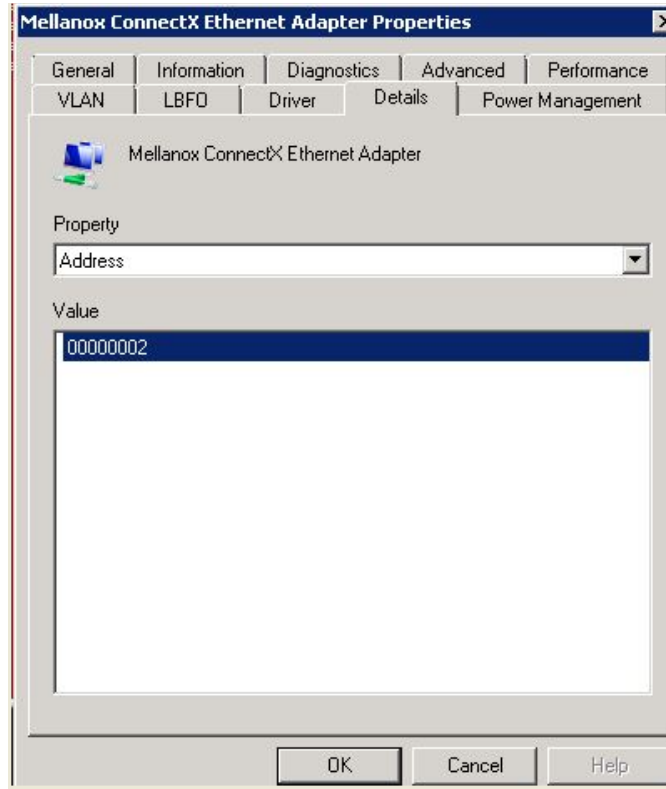 Mellanox ConnectX Ethernet Adapter Properties
General Information Diagnostics Advanced Performance
VLAN LBFO Driver Details Power Management
Mellanox ConnectX Ethernet Adapter
Property
Address
Value
00000002
OK Cancel Help